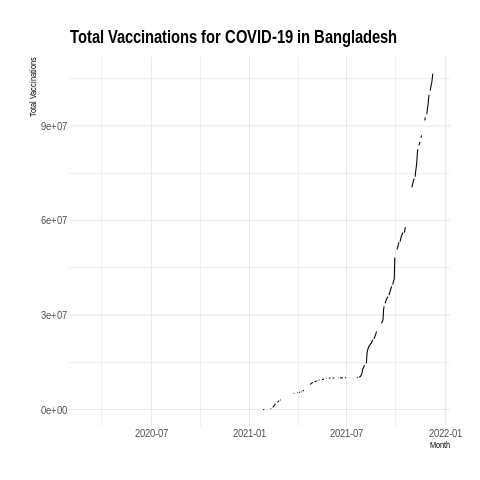 Total Vaccinations for COVID-19 in Bangladesh
Total Vaccinations
9e+07
6e+07
3e+07
0e+00
2020-07
2021-01
2021-07
2022-01
Month